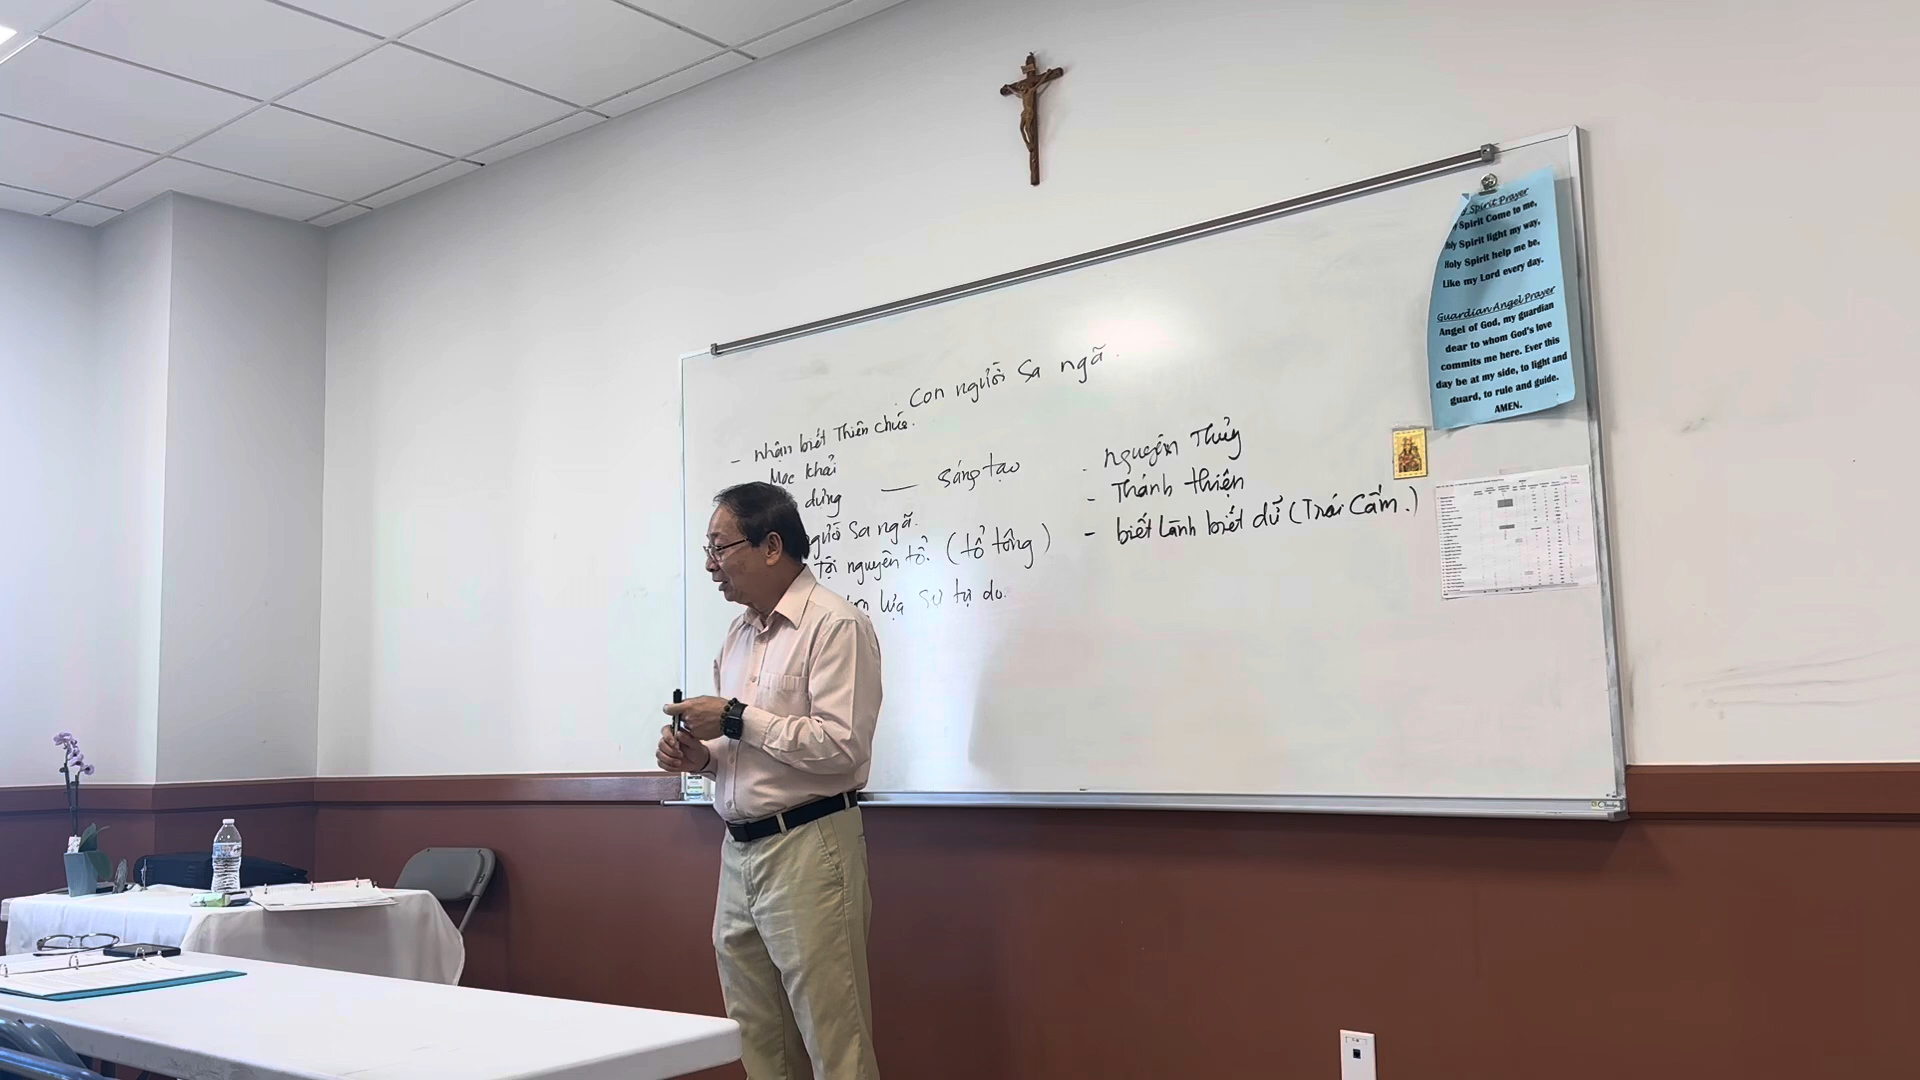 Con người Sa ngã.
- nhận biết Thiên chúa.
Mạc khải
dựng — sáng tạo
người Sa ngã.
tội nguyên tổ. (tổ tông)
lựa sự tự do.
- nguyên Thủy
- Thánh thiện
- biết Lành biết dữ (Trái Cấm.)
Spirit Prayer
Spirit Come to me,
Holy Spirit light my way,
Holy Spirit help me be,
Like my Lord every day.
Guardian Angel Prayer
Angel of God, my guardian
dear to whom God's love
commits me here. Ever this
day be at my side, to light and
guard, to rule and guide.
AMEN.